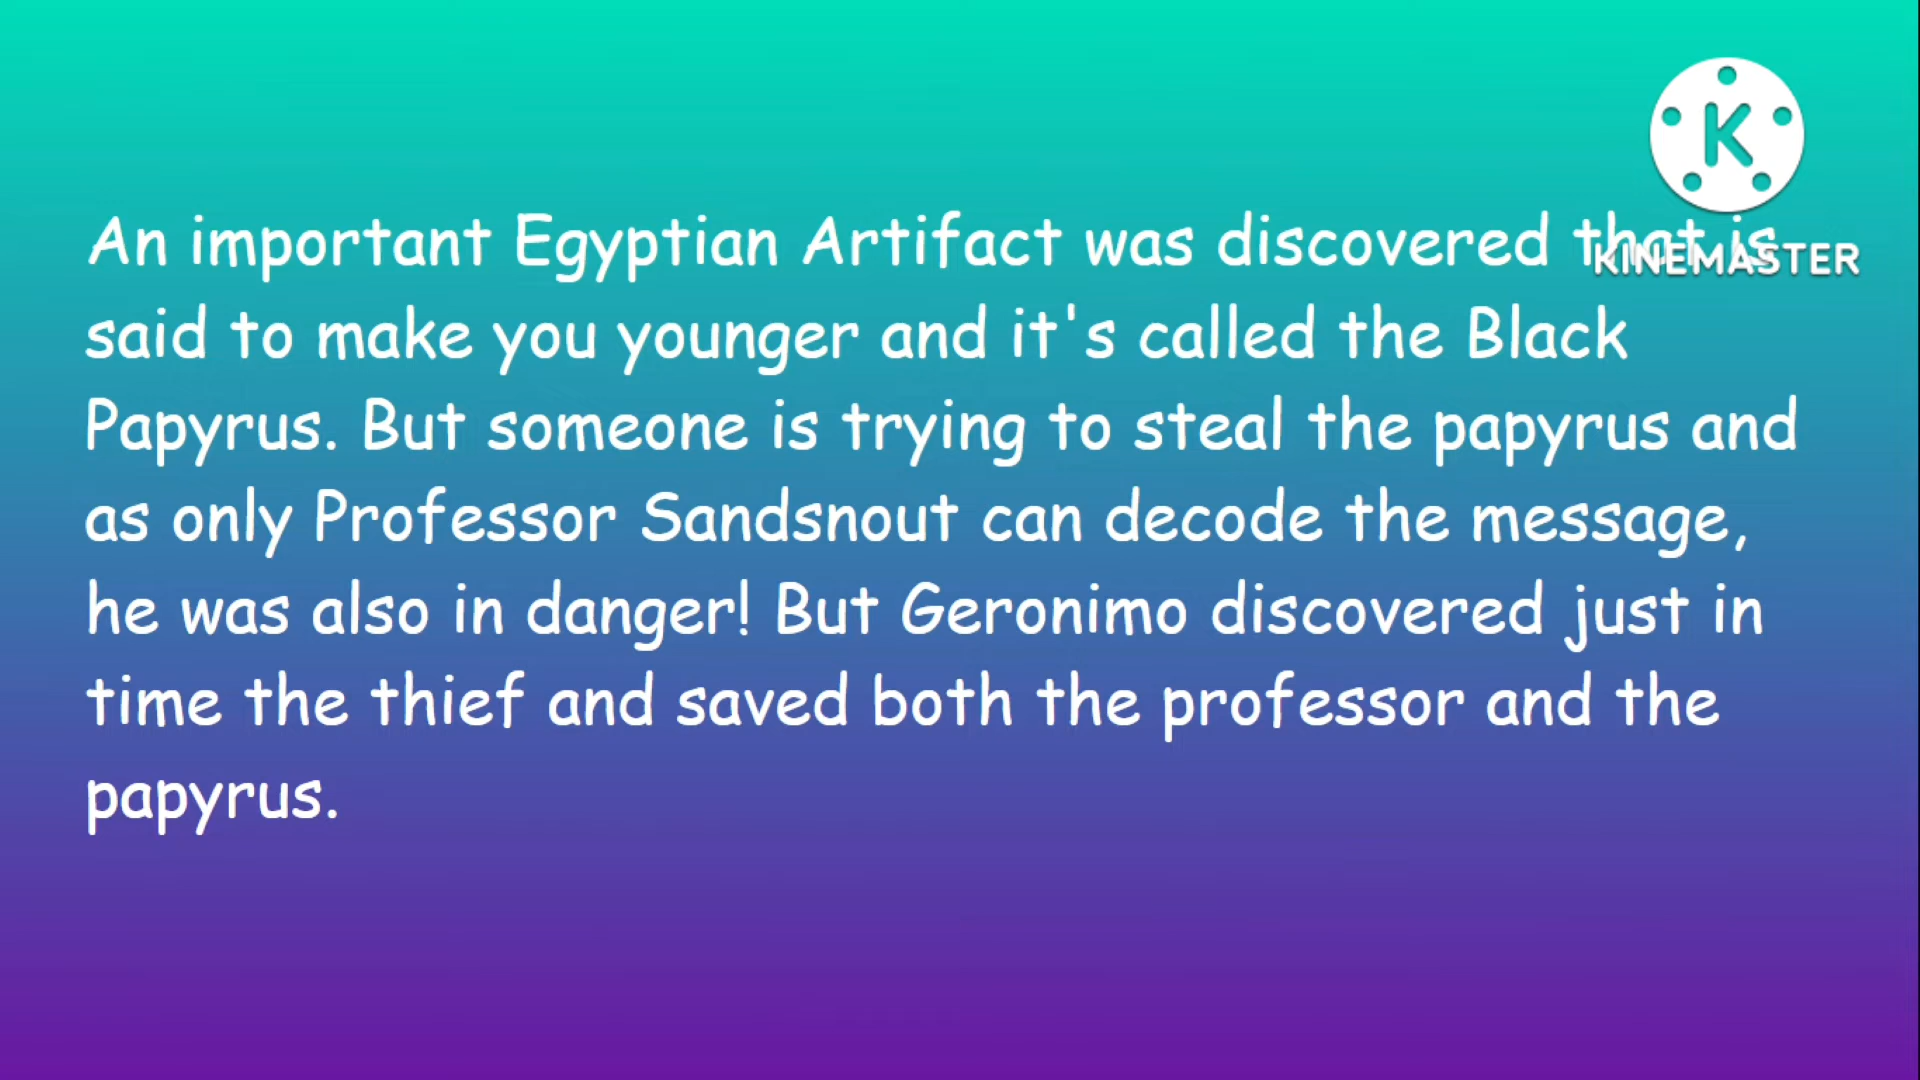 An important Egyptian Artifact was discovered that is
said to make you younger and it's called the Black
Papyrus. But someone is trying to steal the papyrus and
as only Professor Sandsnout can decode the message,
he was also in danger! But Geronimo discovered just in
time the thief and saved both the professor and the
papyrus.
K
KINEMASTER